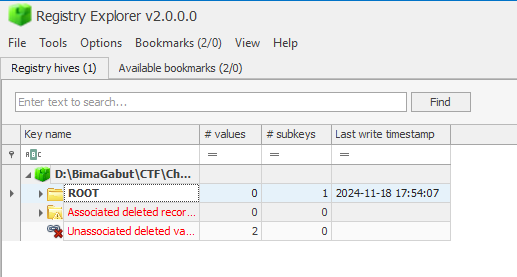 Registry Explorer v2.0.0.0
File Tools Options Bookmarks (2/0) View Help
Registry hives (1) Available bookmarks (2/0)
Enter text to search... Find
Key name # values # subkeys Last write timestamp
ABC = = =
D:\BimaGabut\CTF\Ch...
ROOT 0 1 2024-11-18 17:54:07
Associated deleted recor... 0 0
Unassociated deleted va... 2 0